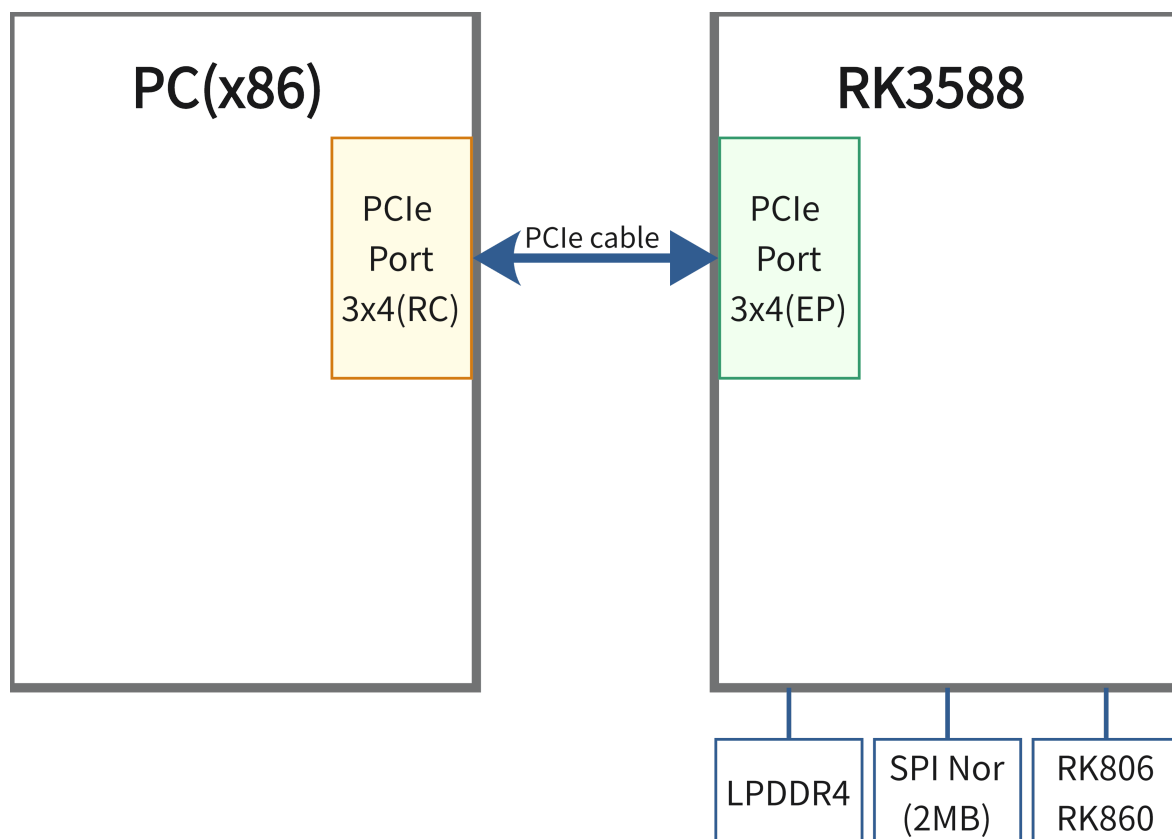 PC(x86)
RK3588
PCIe
Port
3x4(RC)
PCIe cable
PCIe
Port
3x4(EP)
LPDDR4
SPI Nor
(2MB)
RK806
RK860